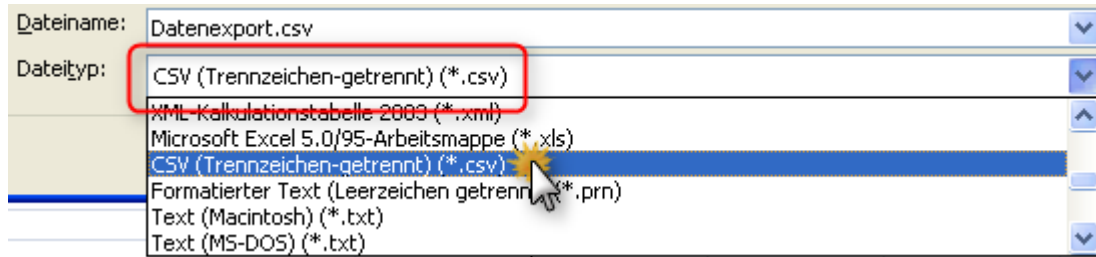 Dateiname: Datenexport.csv
Dateityp: CSV (Trennzeichen-getrennt) (*.csv)
XML-Kalkulationstabelle 2003 (*.xml)
Microsoft Excel 5.0/95-Arbeitsmappe (*.xls)
CSV (Trennzeichen-getrennt) (*.csv)
Formatierter Text (Leerzeichen getrennt) (*.prn)
Text (Macintosh) (*.txt)
Text (MS-DOS) (*.txt)